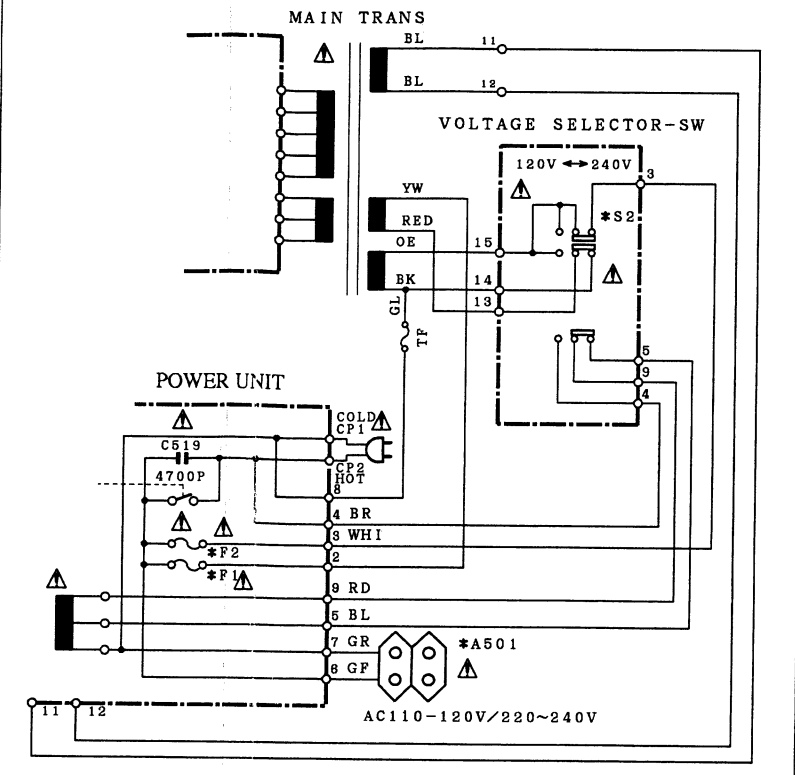 MAIN TRANS
BL 11
BL 12
VOLTAGE SELECTOR-SW
120V ↔ 240V
3
YW
*S2
RED
OE 15
BK 14
13
GL
TF
5
9
4
POWER UNIT
COLD
CP1
C519
4700P
CP2
HOT
8
4 BR
3 WHI
*F2
2
*F1
9 RD
5 BL
7 GR
*A501
6 GF
11 12
AC110-120V/220~240V